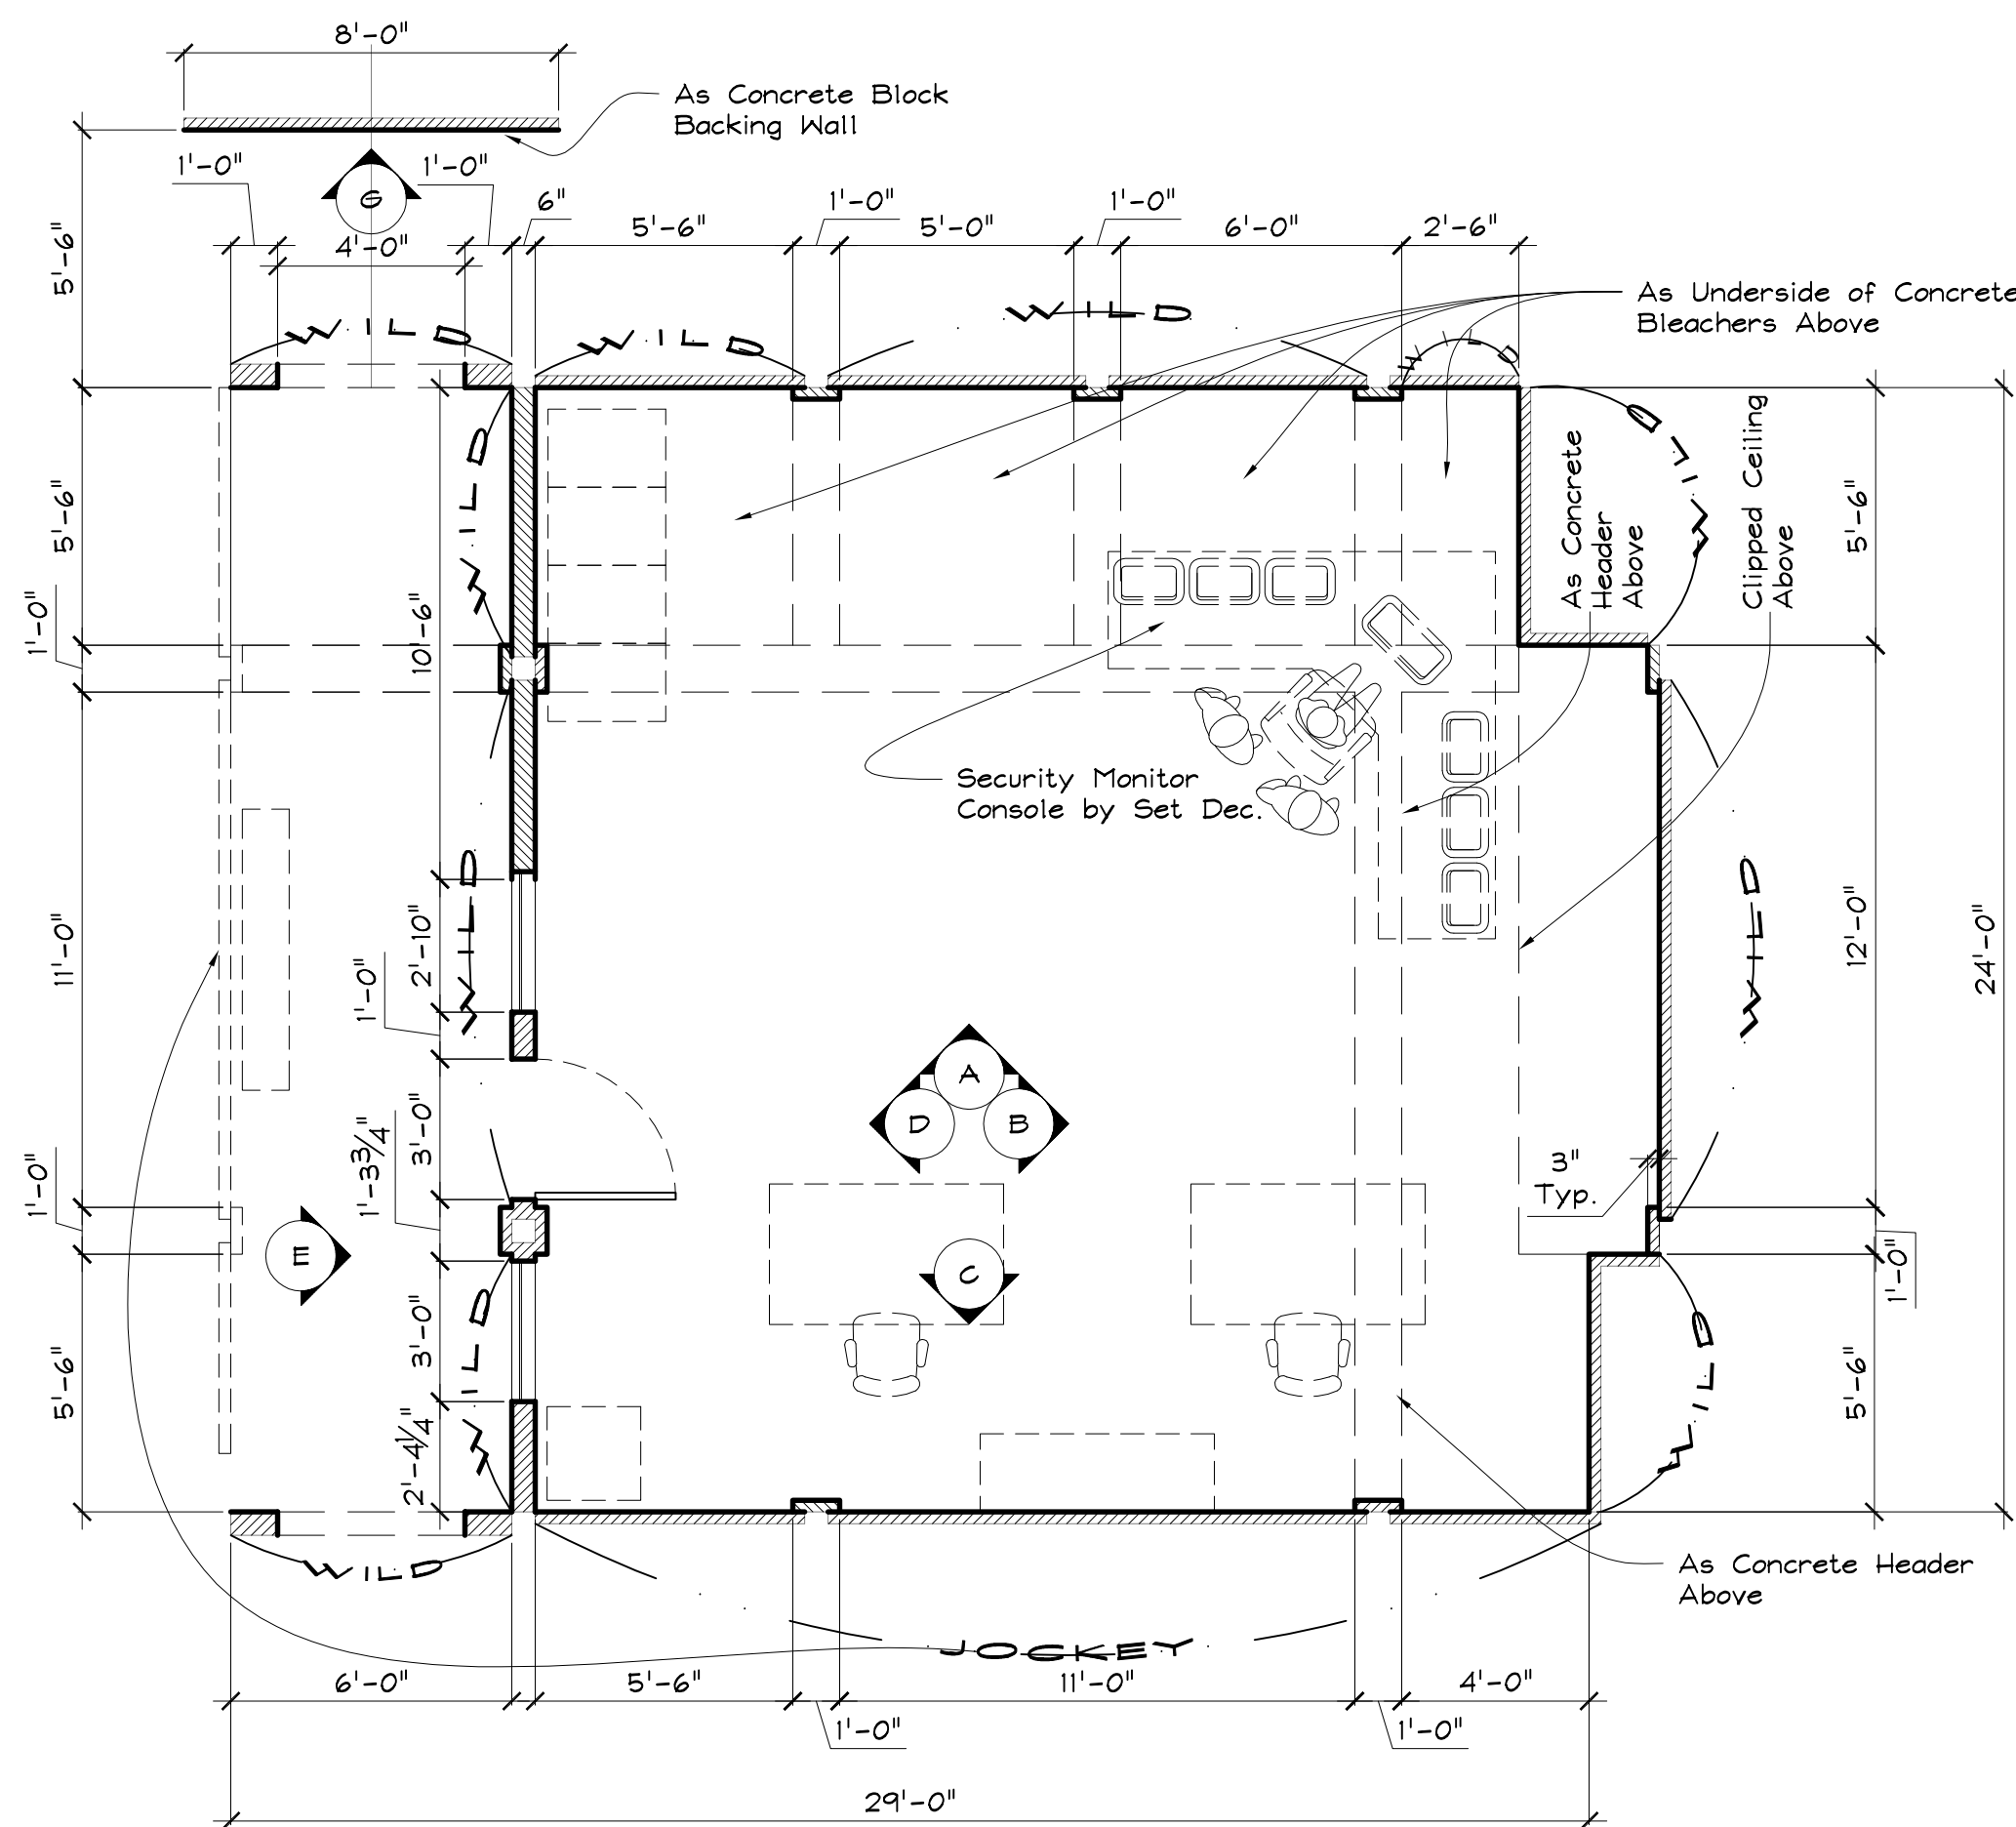 8'-0"
As Concrete Block
Backing Wall
1'-0"
1'-0"
G
6"
1'-0"
1'-0"
4'-0"
5'-6"
5'-0"
6'-0"
2'-6"
5'-6"
As Underside of Concrete
Bleachers Above
WILD
WILD
WILD
WILD
WILD
WILD
As Concrete
Header
Above
Clipped Ceiling
Above
5'-6"
5'-6"
1'-0"
10'-6"
Security Monitor
Console by Set Dec.
WILD
WILD
11'-0"
2'-10"
1'-0"
12'-0"
24'-0"
A
D
B
3'-0"
1'-3 3/4"
1'-0"
3"
Typ.
E
C
1'-0"
3'-0"
5'-6"
5'-6"
WILD
WILD
2'-4 1/4"
WILD
As Concrete Header
Above
JOCKEY
6'-0"
5'-6"
11'-0"
4'-0"
1'-0"
1'-0"
29'-0"